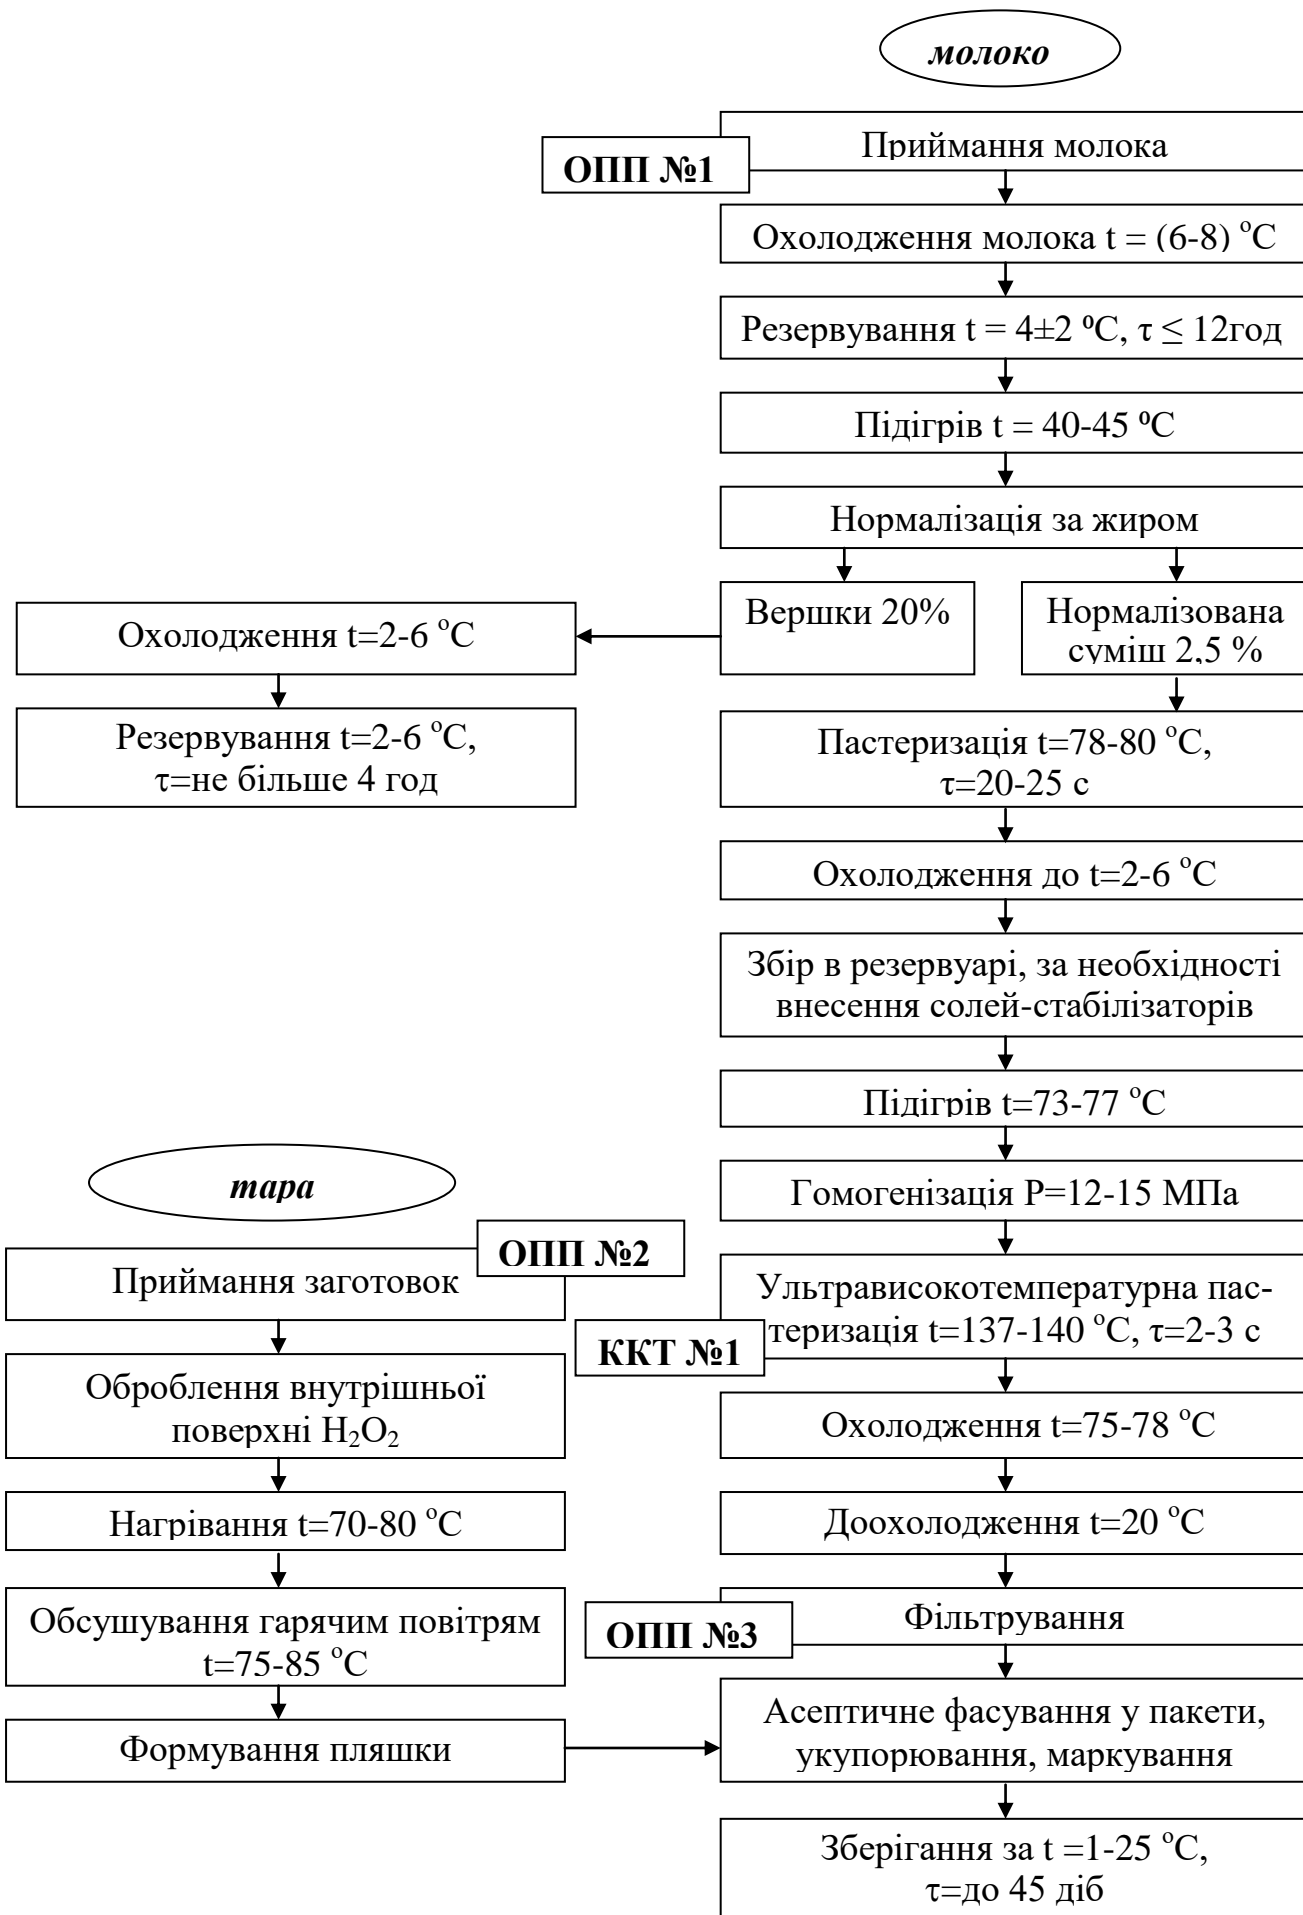 молоко
Приймання молока
ОПП №1
Охолодження молока t = (6-8) °С
Резервування t = 4±2 ⁰С, τ ≤ 12год
Підігрів t = 40-45 ⁰С
Нормалізація за жиром
Вершки 20%
Нормалізована
суміш 2,5 %
Охолодження t=2-6 °С
Резервування t=2-6 °С,
τ=не більше 4 год
Пастеризація t=78-80 °С,
τ=20-25 с
Охолодження до t=2-6 °С
Збір в резервуарі, за необхідності
внесення солей-стабілізаторів
Підігрів t=73-77 °С
Гомогенізація Р=12-15 МПа
Ультрависокотемпературна пас-
теризація t=137-140 °С, τ=2-3 с
ККТ №1
Охолодження t=75-78 °С
Доохолодження t=20 °С
Фільтрування
ОПП №3
тара
ОПП №2
Приймання заготовок
Оброблення внутрішньої
поверхні Н₂О₂
Нагрівання t=70-80 °С
Обсушування гарячим повітрям
t=75-85 °С
Формування пляшки
Асептичне фасування у пакети,
укупорювання, маркування
Зберігання за t =1-25 °С,
τ=до 45 діб